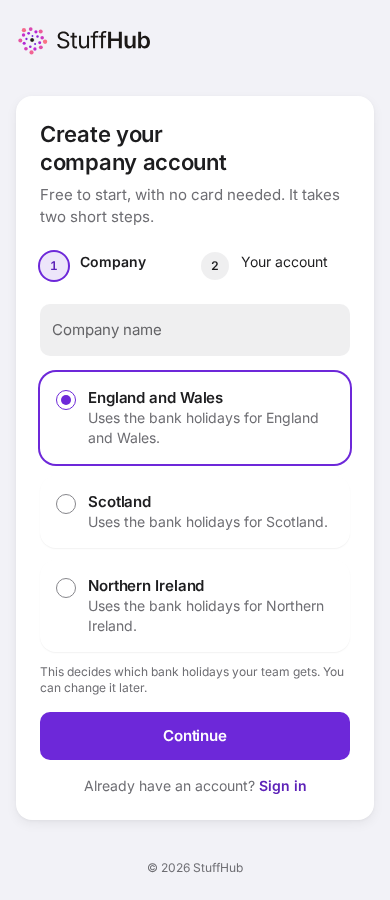 StuffHub
Create your
company account
Free to start, with no card needed. It takes
two short steps.
1 Company 2 Your account
Company name
England and Wales
Uses the bank holidays for England
and Wales.
Scotland
Uses the bank holidays for Scotland.
Northern Ireland
Uses the bank holidays for Northern
Ireland.
This decides which bank holidays your team gets. You
can change it later.
Continue
Already have an account? Sign in
© 2026 StuffHub